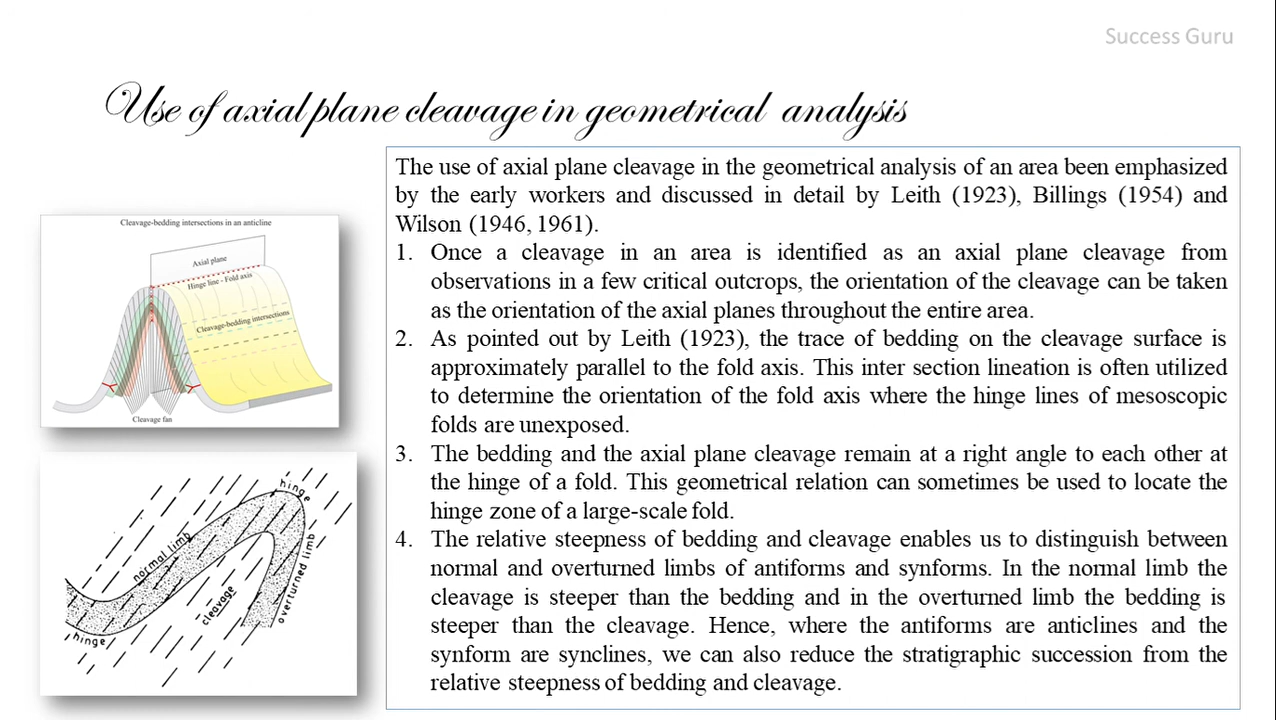 Success Guru
Use of axial plane cleavage in geometrical analysis
The use of axial plane cleavage in the geometrical analysis of an area been emphasized
by the early workers and discussed in detail by Leith (1923), Billings (1954) and
Wilson (1946, 1961).
1. Once a cleavage in an area is identified as an axial plane cleavage from
observations in a few critical outcrops, the orientation of the cleavage can be taken
as the orientation of the axial planes throughout the entire area.
2. As pointed out by Leith (1923), the trace of bedding on the cleavage surface is
approximately parallel to the fold axis. This inter section lineation is often utilized
to determine the orientation of the fold axis where the hinge lines of mesoscopic
folds are unexposed.
3. The bedding and the axial plane cleavage remain at a right angle to each other at
the hinge of a fold. This geometrical relation can sometimes be used to locate the
hinge zone of a large-scale fold.
4. The relative steepness of bedding and cleavage enables us to distinguish between
normal and overturned limbs of antiforms and synforms. In the normal limb the
cleavage is steeper than the bedding and in the overturned limb the bedding is
steeper than the cleavage. Hence, where the antiforms are anticlines and the
synform are synclines, we can also reduce the stratigraphic succession from the
relative steepness of bedding and cleavage.
Cleavage-bedding intersections in an anticline
Axial plane
Hinge line - Fold axis
Cleavage-bedding intersections
Cleavage fan
hinge
normal limb
overturned limb
cleavage
hinge